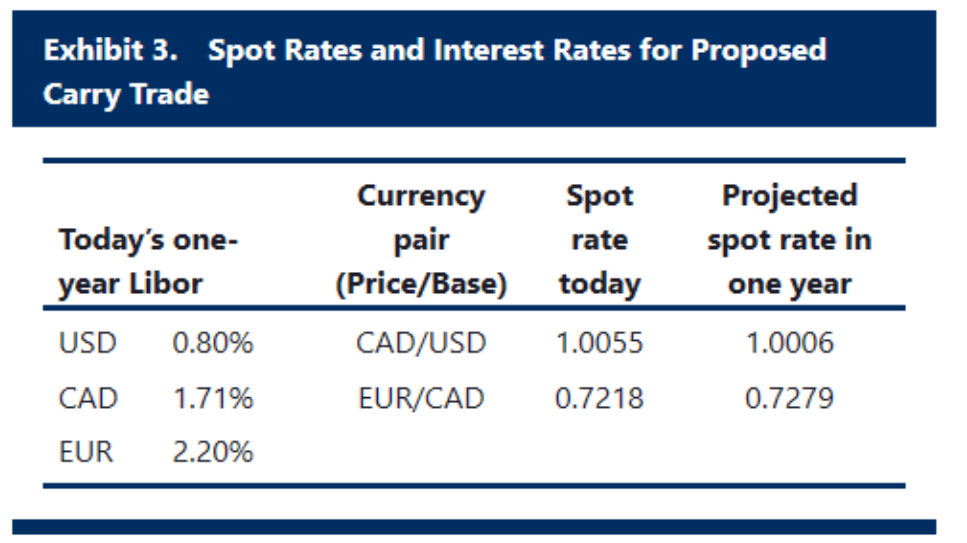 Exhibit 3. Spot Rates and Interest Rates for Proposed
Carry Trade
Today’s one-
year Libor
Currency
pair
(Price/Base)
Spot
rate
today
Projected
spot rate in
one year
USD 0.80% CAD/USD 1.0055 1.0006
CAD 1.71% EUR/CAD 0.7218 0.7279
EUR 2.20%